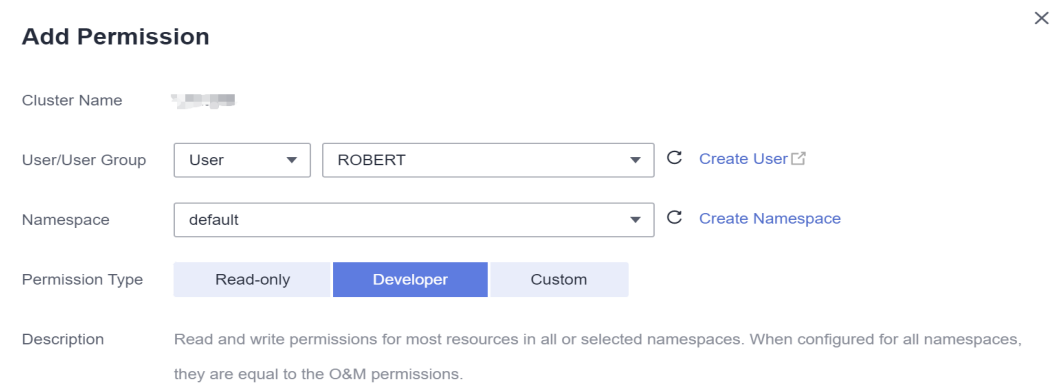 Add Permission
Cluster Name
User/User Group User ROBERT Create User
Namespace default Create Namespace
Permission Type Read-only Developer Custom
Description Read and write permissions for most resources in all or selected namespaces. When configured for all namespaces,
they are equal to the O&M permissions.